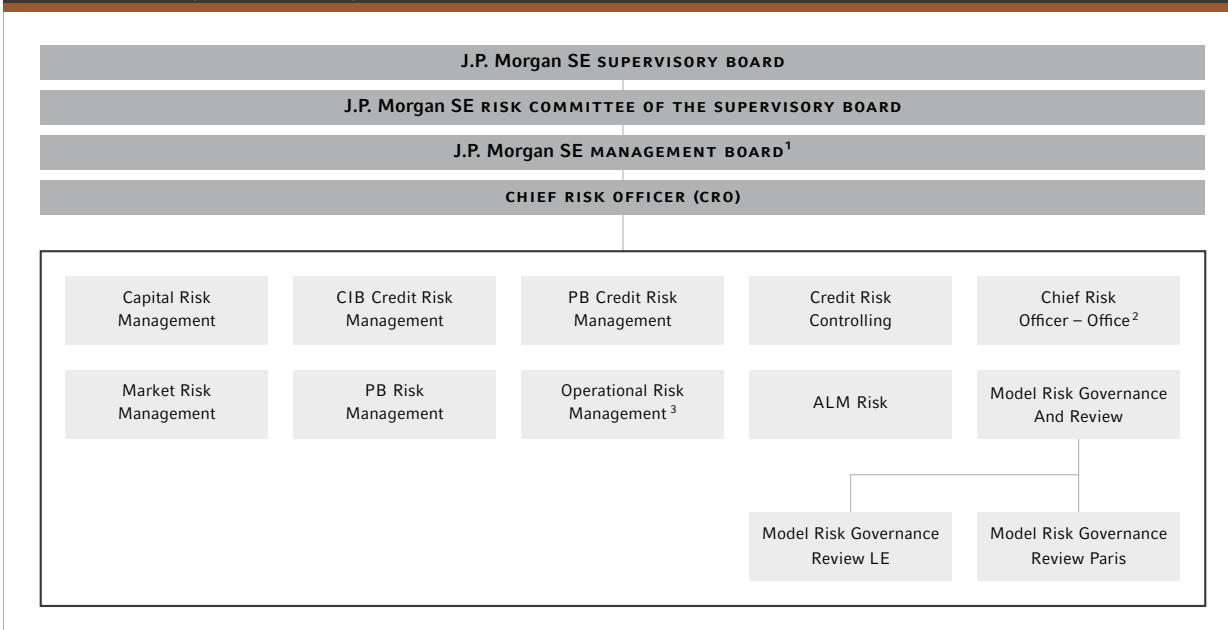 J.P. Morgan SE SUPERVISORY BOARD
J.P. Morgan SE RISK COMMITTEE OF THE SUPERVISORY BOARD
J.P. Morgan SE MANAGEMENT BOARD¹
CHIEF RISK OFFICER (CRO)
Capital Risk
Management
CIB Credit Risk
Management
PB Credit Risk
Management
Credit Risk
Controlling
Chief Risk
Officer – Office²
Market Risk
Management
PB Risk
Management
Operational Risk
Management³
ALM Risk
Model Risk Governance
And Review
Model Risk Governance
Review LE
Model Risk Governance
Review Paris